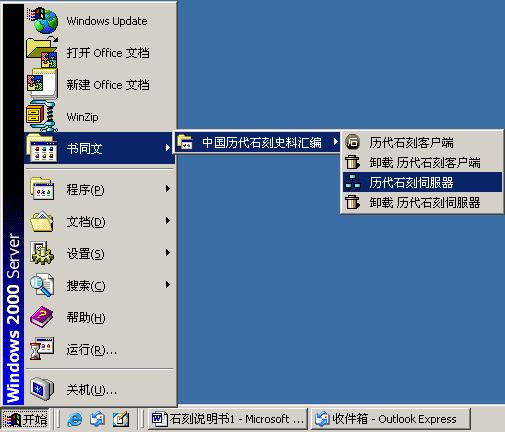 Windows Update
打开 Office 文档
新建 Office 文档
WinZip
书同文
中国历代石刻史料汇编
历代石刻客户端
卸载 历代石刻客户端
历代石刻伺服器
卸载 历代石刻伺服器
程序(P)
文档(D)
设置(S)
搜索(C)
帮助(H)
运行(R)...
关机(U)...
Windows 2000 Server
开始
石刻说明书1 - Microsoft ...
收件箱 - Outlook Express